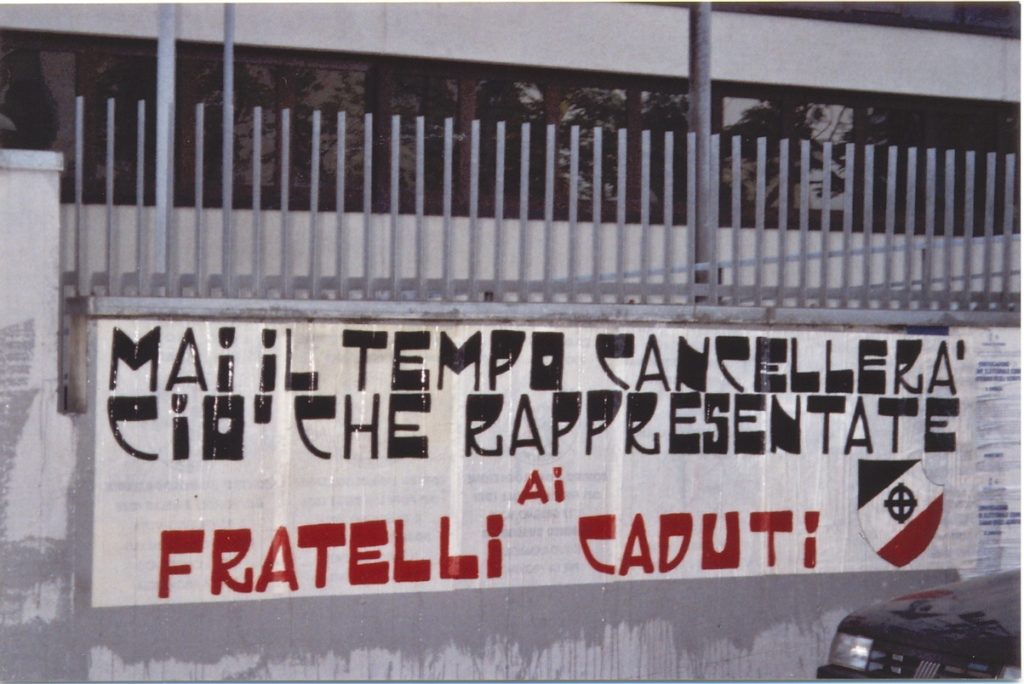 MAi iL TEMPO CANCELLERA'
CiO' CHE RAPPRESENTATE
Ai
FRATELLi CADUTi